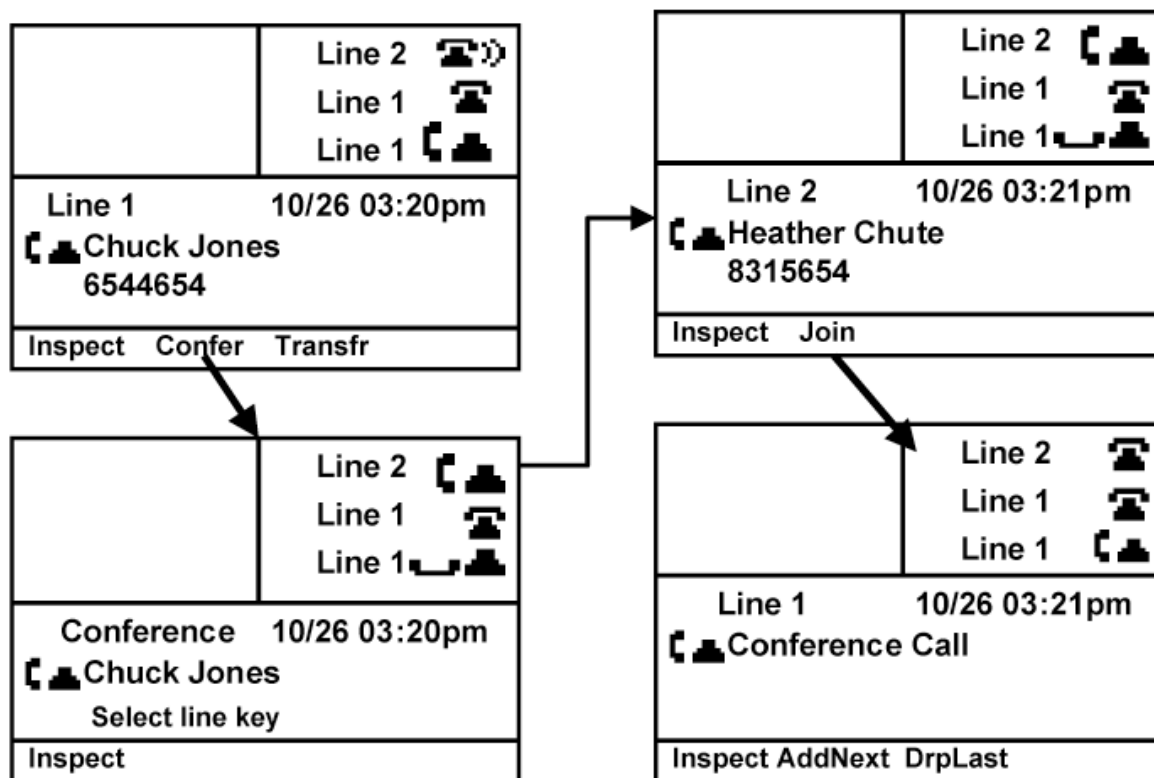 Line 2
Line 1
Line 1
Line 1 10/26 03:20pm
Chuck Jones
6544654
Inspect Confer Transfr
Line 2
Line 1
Line 1
Conference 10/26 03:20pm
Chuck Jones
Select line key
Inspect
Line 2
Line 1
Line 1
Line 2 10/26 03:21pm
Heather Chute
8315654
Inspect Join
Line 2
Line 1
Line 1
Line 1 10/26 03:21pm
Conference Call
Inspect AddNext DrpLast